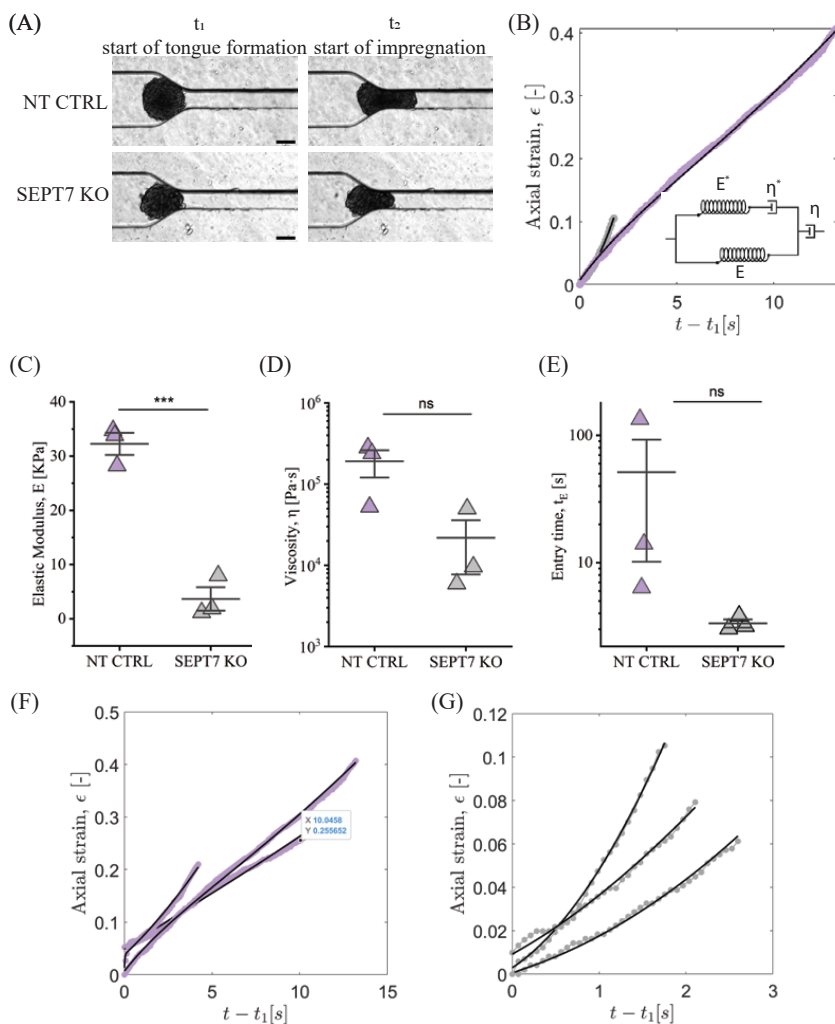 (A)
t₁
start of tongue formation
t₂
start of impregnation
NT CTRL
SEPT7 KO
(B)
Axial strain, ϵ [-]
0.4
0.3
0.2
0.1
0
0 5 10
t − t₁[s]
E*
η*
η
E
(C)
Elastic Modulus, E [KPa]
40
30
20
10
0
***
NT CTRL SEPT7 KO
(D)
Viscosity, η [Pa·s]
10⁶
10⁵
10⁴
10³
ns
NT CTRL SEPT7 KO
(E)
Entry time, t_E [s]
100
10
ns
NT CTRL SEPT7 KO
(F)
Axial strain, ϵ [-]
0.5
0.4
0.3
0.2
0.1
0
X 10.0458
Y 0.255652
0 5 10 15
t − t₁[s]
(G)
Axial strain, ϵ [-]
0.12
0.1
0.08
0.06
0.04
0.02
0
0 1 2 3
t − t₁[s]